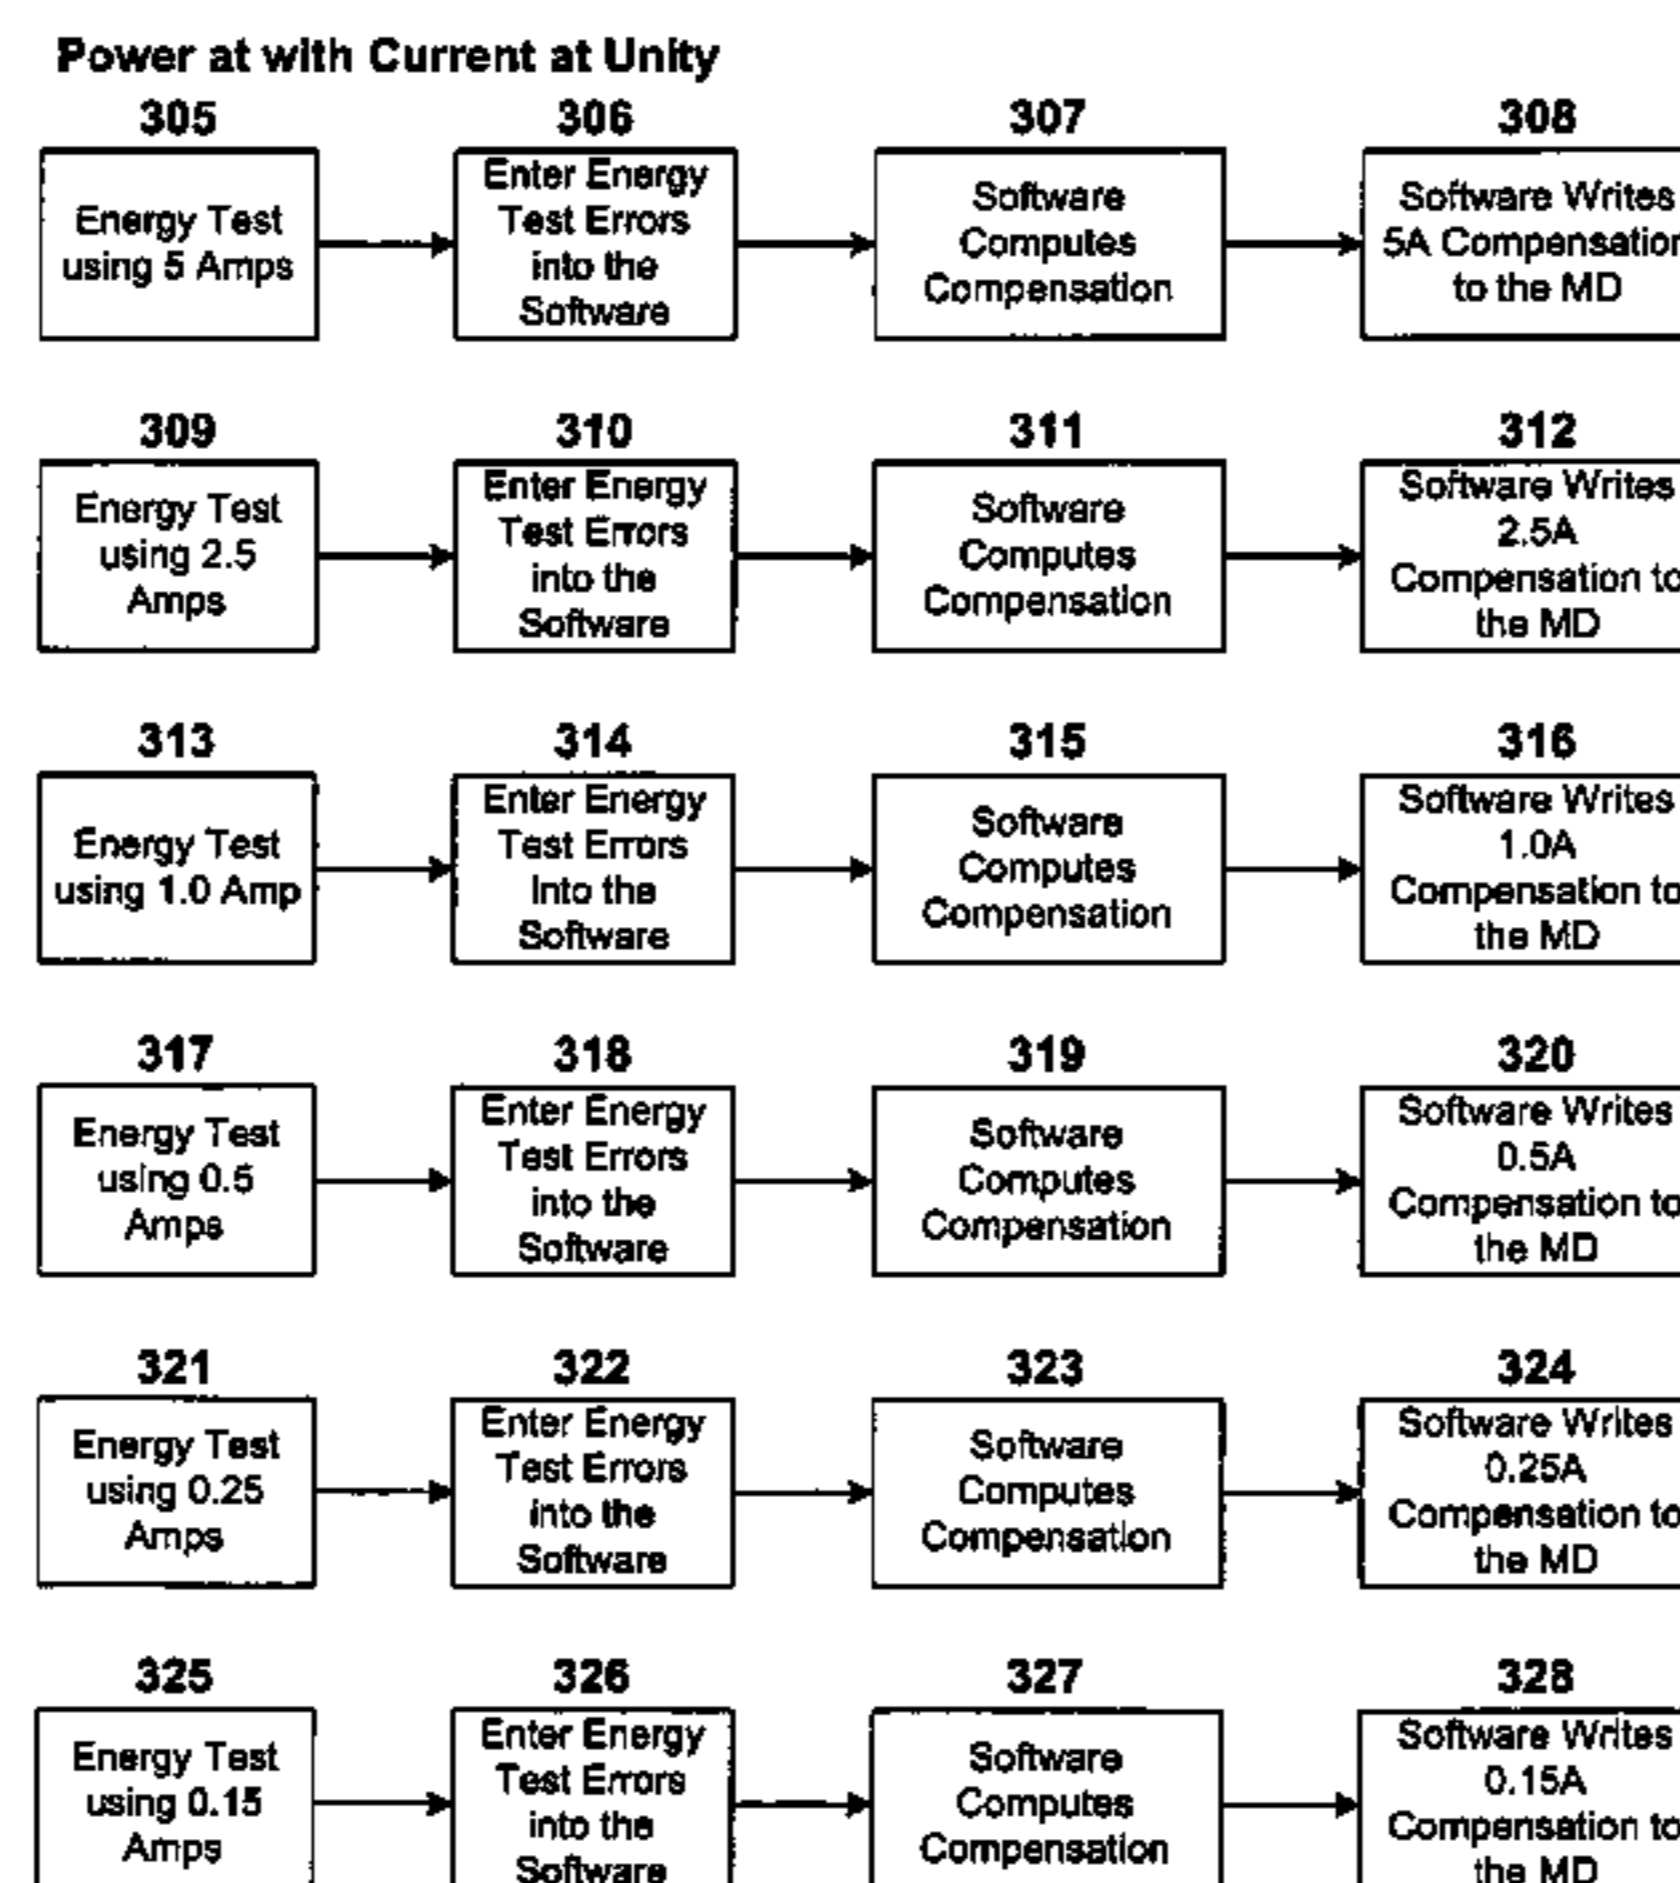 Power at with Current at Unity
305
306
307
308
Energy Test
using 5 Amps
Enter Energy
Test Errors
into the
Software
Software
Computes
Compensation
Software Writes
5A Compensation
to the MD
309
310
311
312
Energy Test
using 2.5
Amps
Enter Energy
Test Errors
into the
Software
Software
Computes
Compensation
Software Writes
2.5A
Compensation to
the MD
313
314
315
316
Energy Test
using 1.0 Amp
Enter Energy
Test Errors
Into the
Software
Software
Computes
Compensation
Software Writes
1.0A
Compensation to
the MD
317
318
319
320
Energy Test
using 0.5
Amps
Enter Energy
Test Errors
into the
Software
Software
Computes
Compensation
Software Writes
0.5A
Compensation to
the MD
321
322
323
324
Energy Test
using 0.25
Amps
Enter Energy
Test Errors
into the
Software
Software
Computes
Compensation
Software Writes
0.25A
Compensation to
the MD
325
326
327
328
Energy Test
using 0.15
Amps
Enter Energy
Test Errors
into the
Software
Software
Computes
Compensation
Software Writes
0.15A
Compensation to
the MD